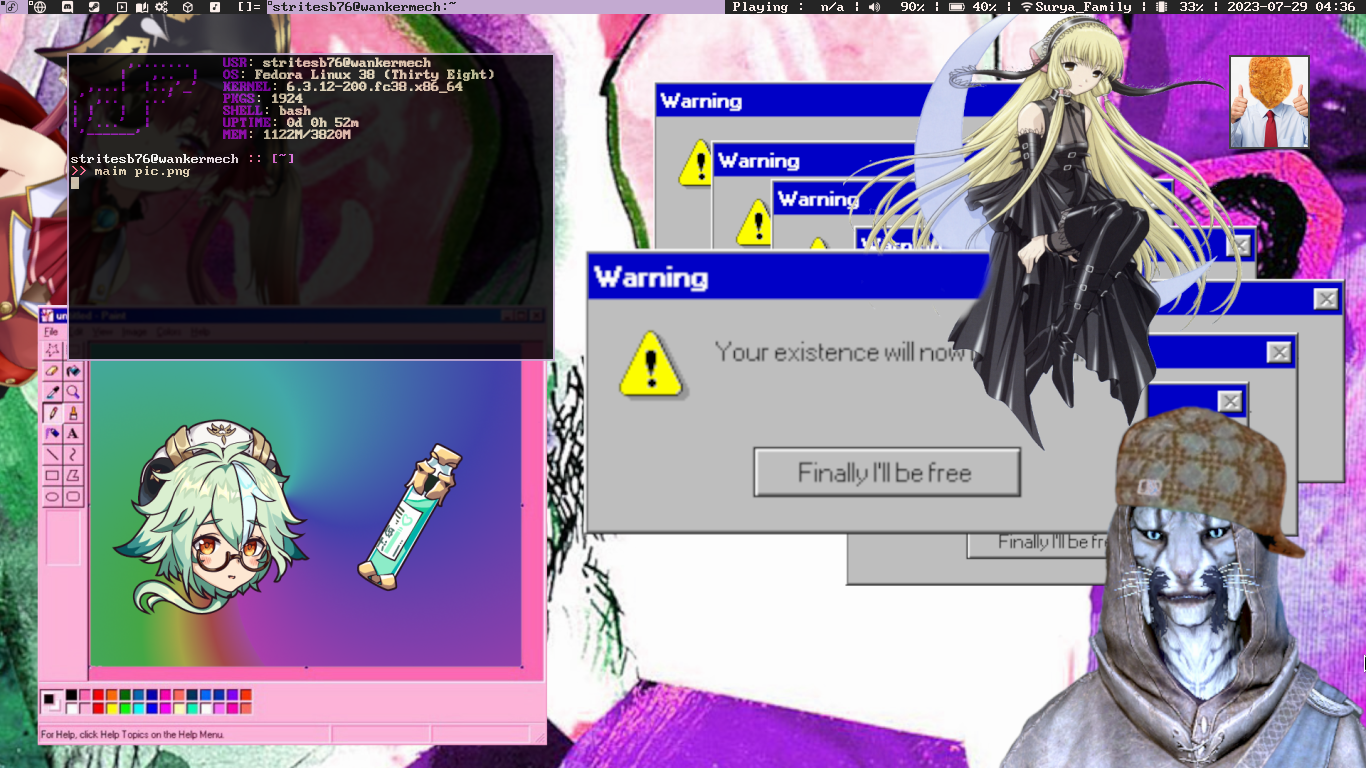 []= stritesb76@wankermech:~
Playing : n/a ¦ 90% ¦ 40% ¦ Surya_Family ¦ 33% ¦ 2023-07-29 04:36
USR: stritesb76@wankermech
OS: Fedora Linux 38 (Thirty Eight)
KERNEL: 6.3.12-200.fc38.x86_64
PKGS: 1924
SHELL: bash
UPTIME: 0d 0h 52m
MEM: 1122M/3820M
stritesb76@wankermech :: [~]
>> maim pic.png
untitled - Paint
File Edit View Image Colors Help
A
For Help, click Help Topics on the Help Menu.
Warning
Warning
Warning
Warning
Warning
Your existence will now
Finally I'll be free
Finally I'll be fre